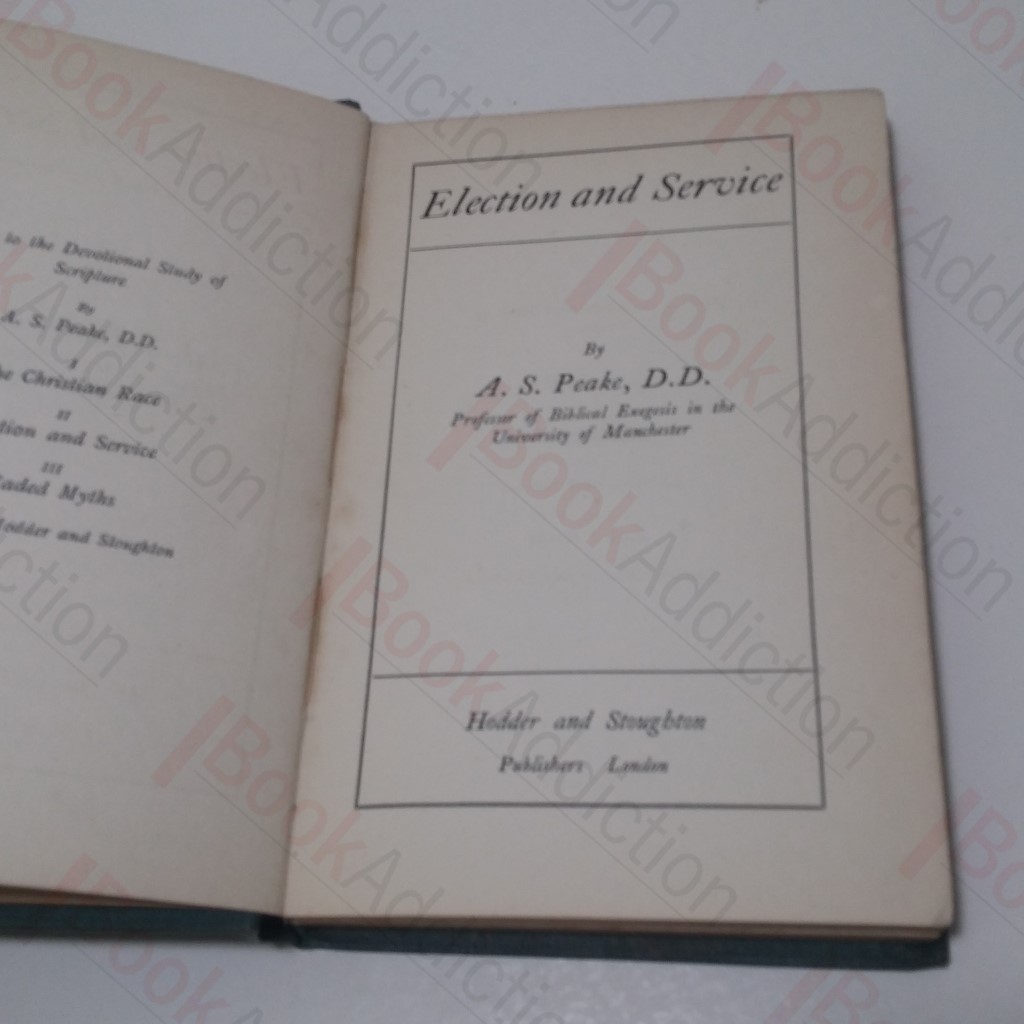 to the Devotional Study of
Scripture
By
A. S. Peake, D.D.
I
he Christian Race
II
tion and Service
III
aded Myths
Hodder and Stoughton
Election and Service
By
A. S. Peake, D.D.
Professor of Biblical Exegesis in the
University of Manchester
Hodder and Stoughton
Publishers London
BookAddiction